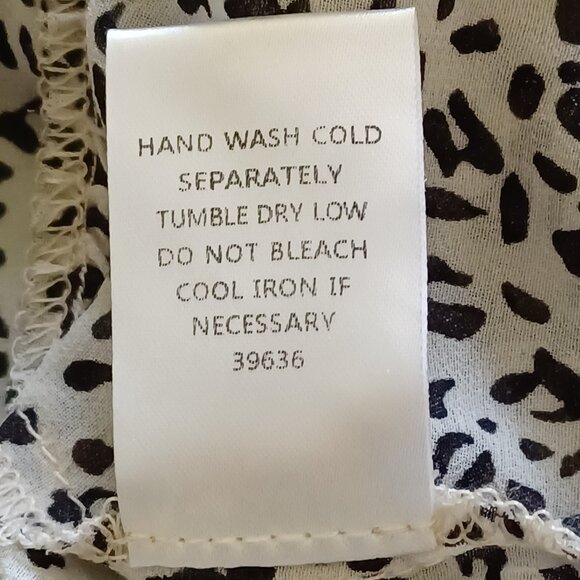 HAND WASH COLD
SEPARATELY
TUMBLE DRY LOW
DO NOT BLEACH
COOL IRON IF
NECESSARY
39636